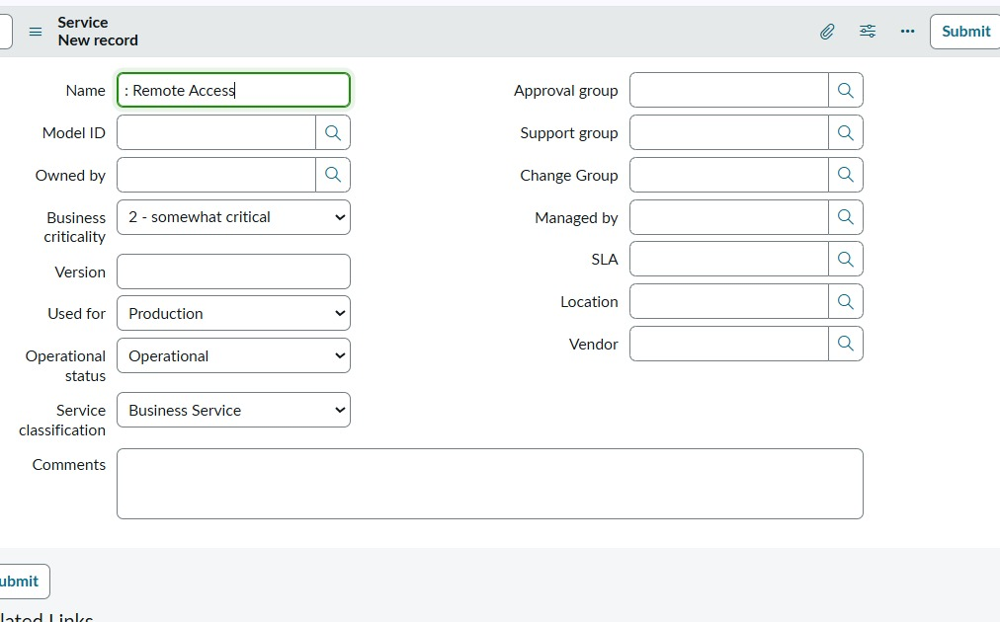 Service
New record
Submit
Name
: Remote Access
Approval group
Model ID
Support group
Owned by
Change Group
Business criticality
2 - somewhat critical
Managed by
Version
SLA
Used for
Production
Location
Operational status
Operational
Vendor
Service classification
Business Service
Comments
ubmit
lated Links